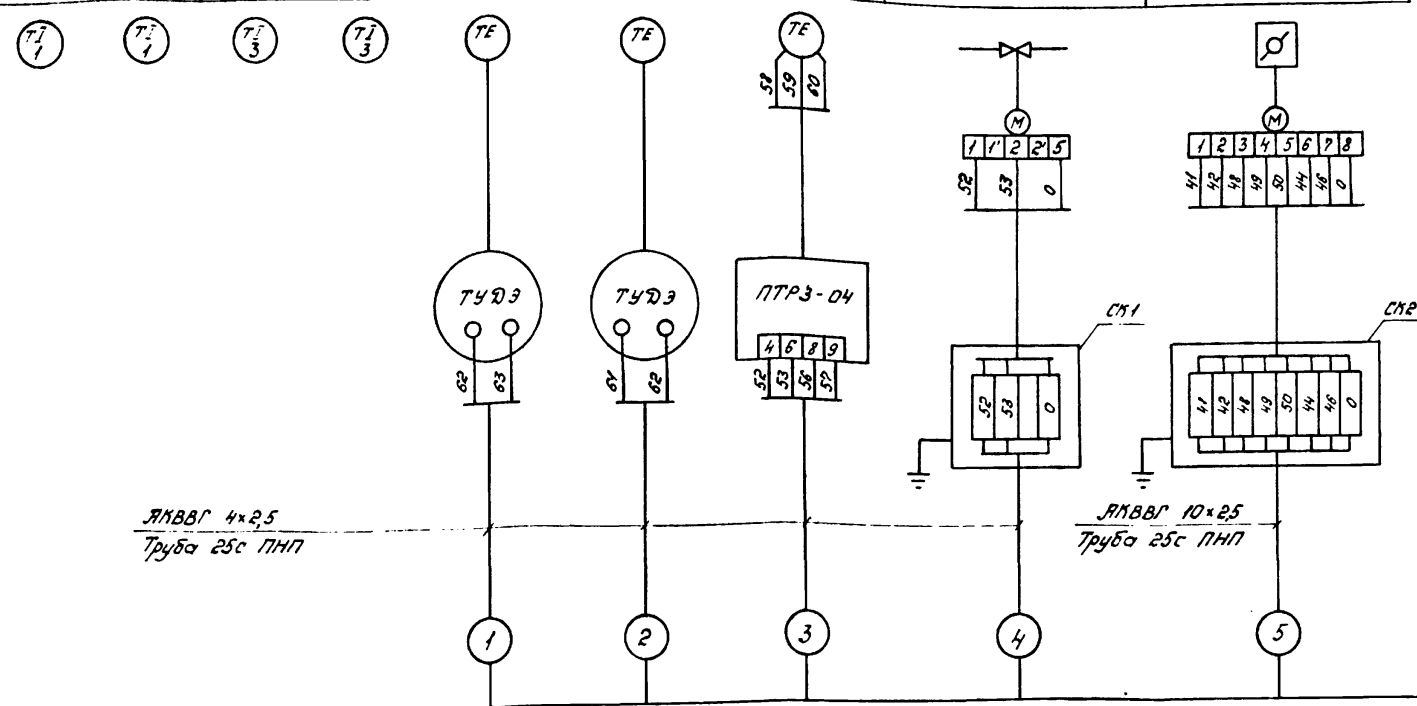 TI
1
TI
1
TI
3
TI
3
TE
TE
TE
58 59 60
М
1 1' 2 2' 5
52 53 0
М
1 2 3 4 5 6 7 8
41 42 48 49 50 44 46 0
ТУДЭ
62 63
ТУДЭ
61 62
ПТРЗ-04
4 6 8 9
52 53 56 57
СК1
52 53 0
СК2
41 42 48 49 50 44 46 0
АКВВГ 4×2,5
Труба 25с ПНП
АКВВГ 10×2,5
Труба 25с ПНП
1
2
3
4
5